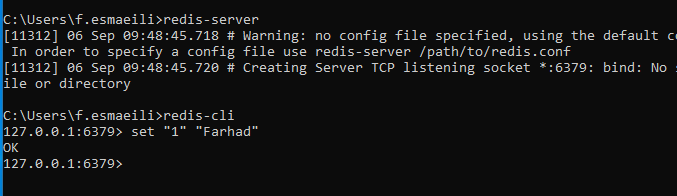 C:\Users\f.esmaeili>redis-server
[11312] 06 Sep 09:48:45.718 # Warning: no config file specified, using the default
In order to specify a config file use redis-server /path/to/redis.conf
[11312] 06 Sep 09:48:45.720 # Creating Server TCP listening socket *:6379: bind: No
ile or directory
C:\Users\f.esmaeili>redis-cli
127.0.0.1:6379> set "1" "Farhad"
OK
127.0.0.1:6379>